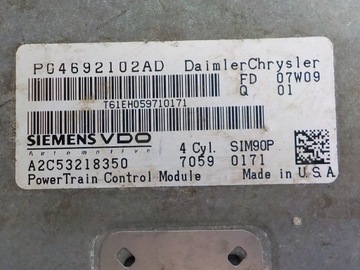 P04692102AD DaimlerChrysler
FD 07W09
Q 01
T61EH059710171
SIEMENS VDO
Automotive
4 Cyl. SIM90P
A2C53218350 7059 0171
PowerTrain Control Module Made in U.S.A